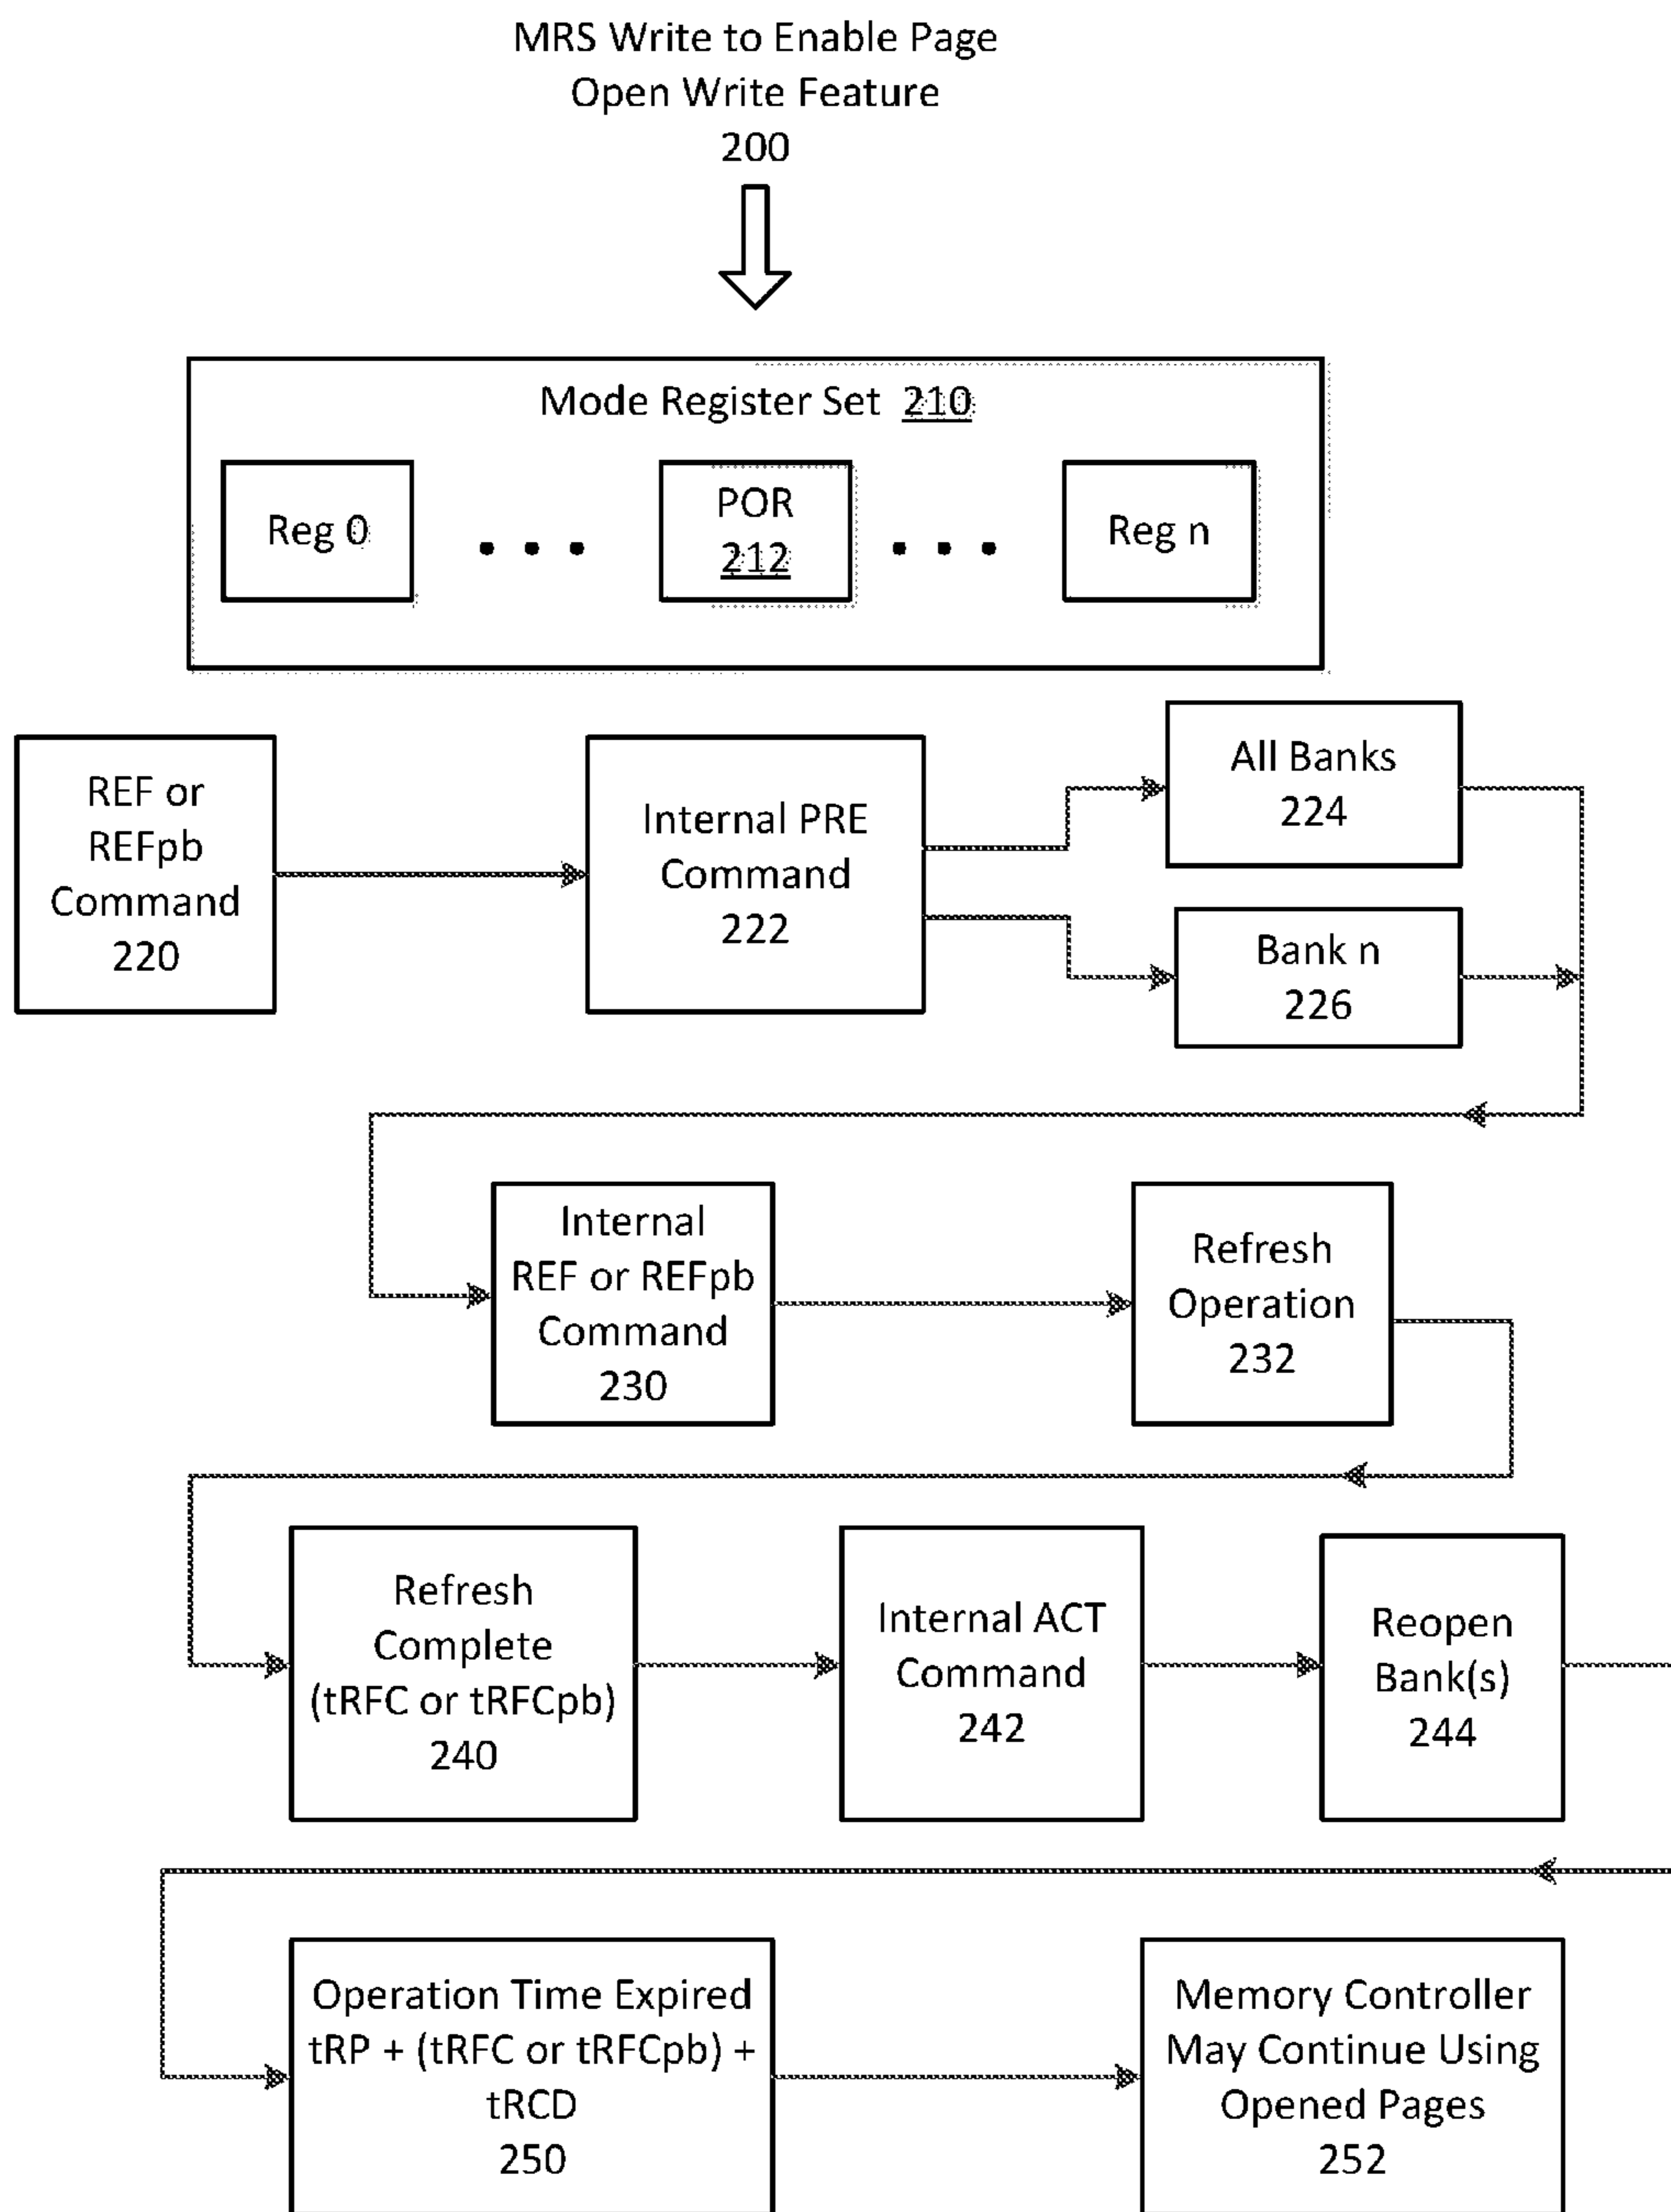 MRS Write to Enable Page
Open Write Feature
200
Mode Register Set 210
Reg 0
POR
212
Reg n
REF or
REFpb
Command
220
Internal PRE
Command
222
All Banks
224
Bank n
226
Internal
REF or REFpb
Command
230
Refresh
Operation
232
Refresh
Complete
(tRFC or tRFCpb)
240
Internal ACT
Command
242
Reopen
Bank(s)
244
Operation Time Expired
tRP + (tRFC or tRFCpb) +
tRCD
250
Memory Controller
May Continue Using
Opened Pages
252